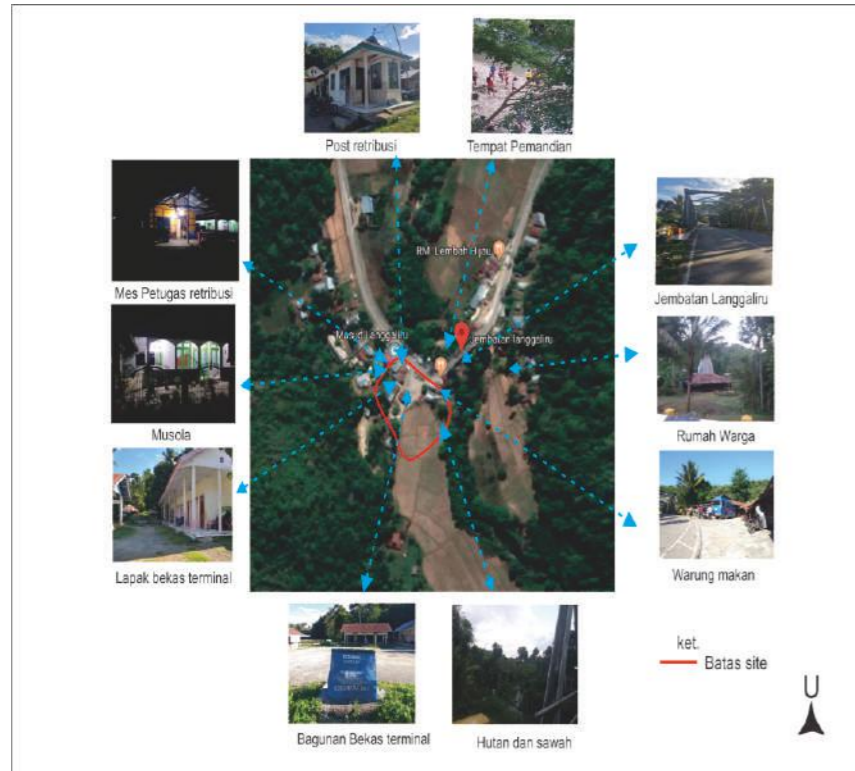 Post retribusi
Tempat Pemandian
Mes Petugas retribusi
RM. Lembah Hijau
Jembatan Langgaliru
Masjid Langgaliru
Jembatan langgaliru
Musola
Rumah Warga
Lapak bekas terminal
Warung makan
ket.
Batas site
U
Bagunan Bekas terminal
Hutan dan sawah